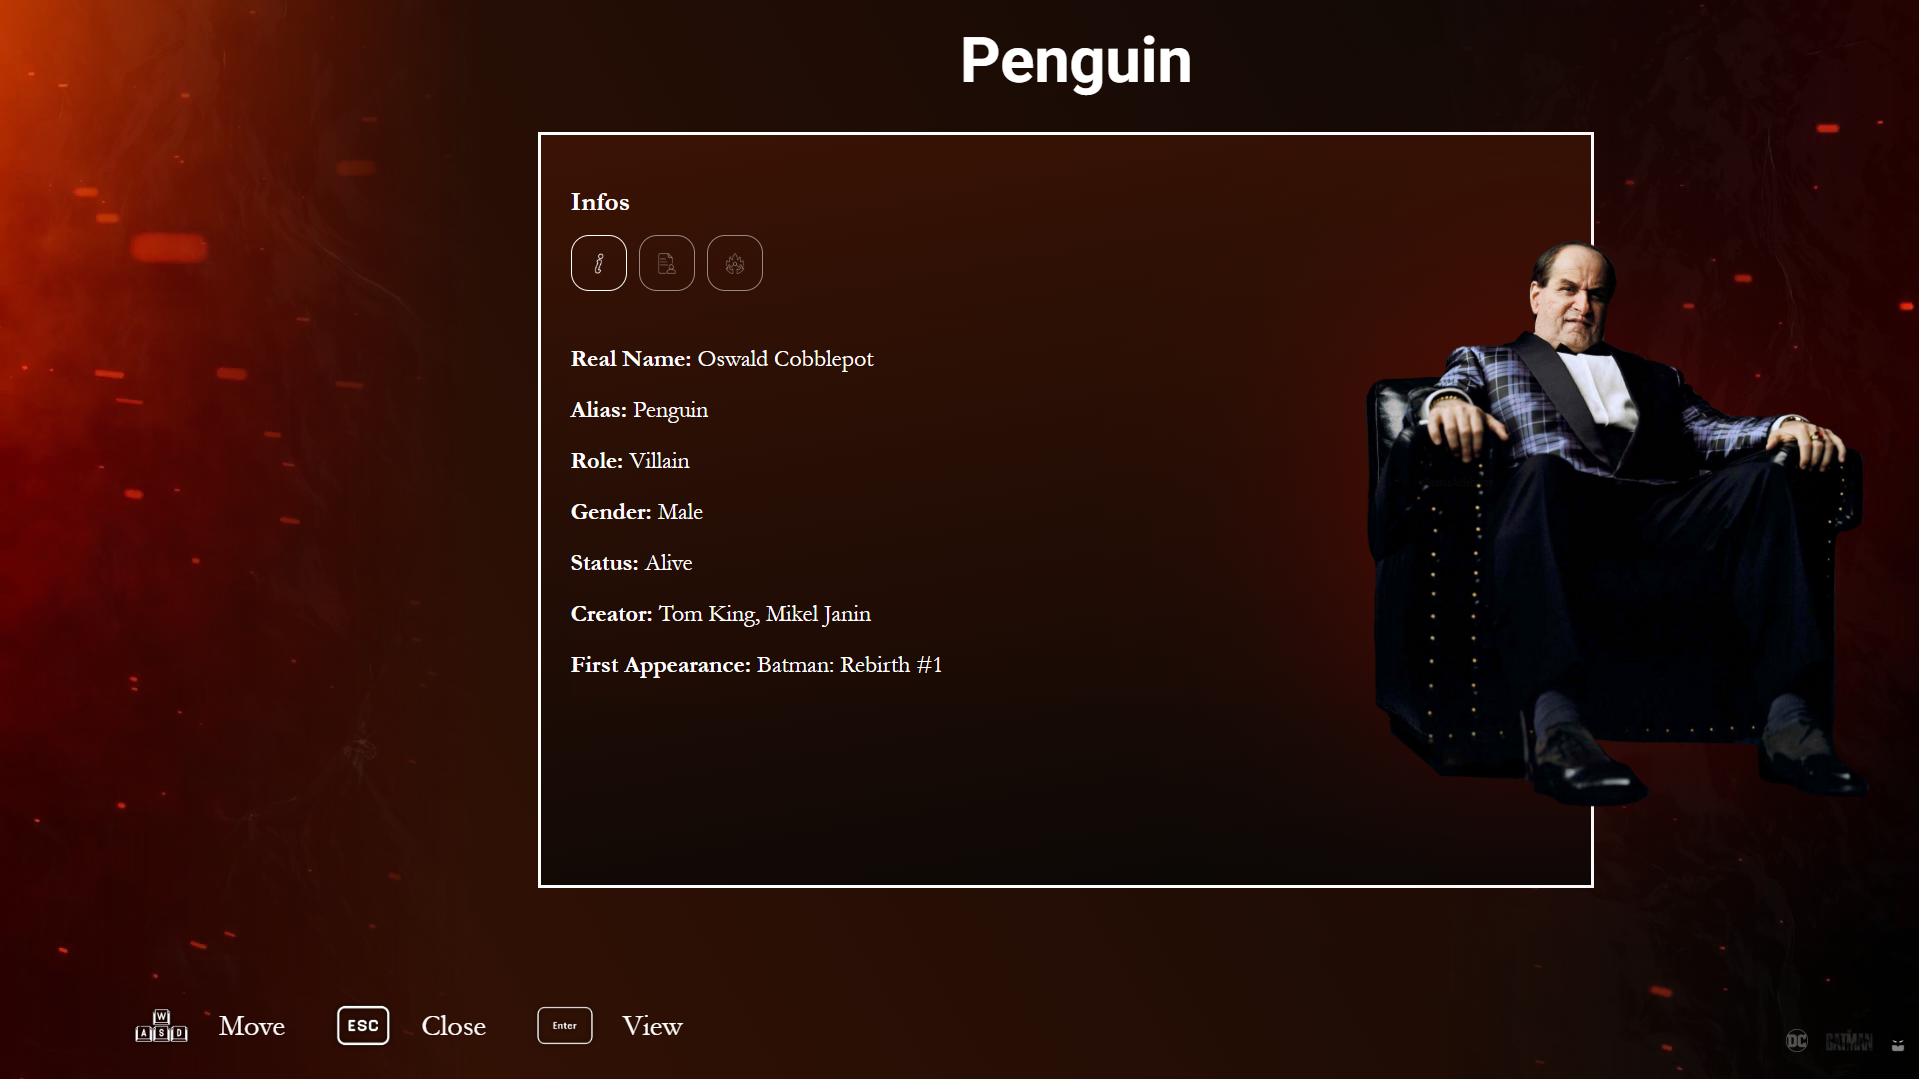 Penguin
Infos
Real Name: Oswald Cobblepot
Alias: Penguin
Role: Villain
Gender: Male
Status: Alive
Creator: Tom King, Mikel Janin
First Appearance: Batman: Rebirth #1
W
A S D
Move
ESC
Close
Enter
View
DC
BATMAN